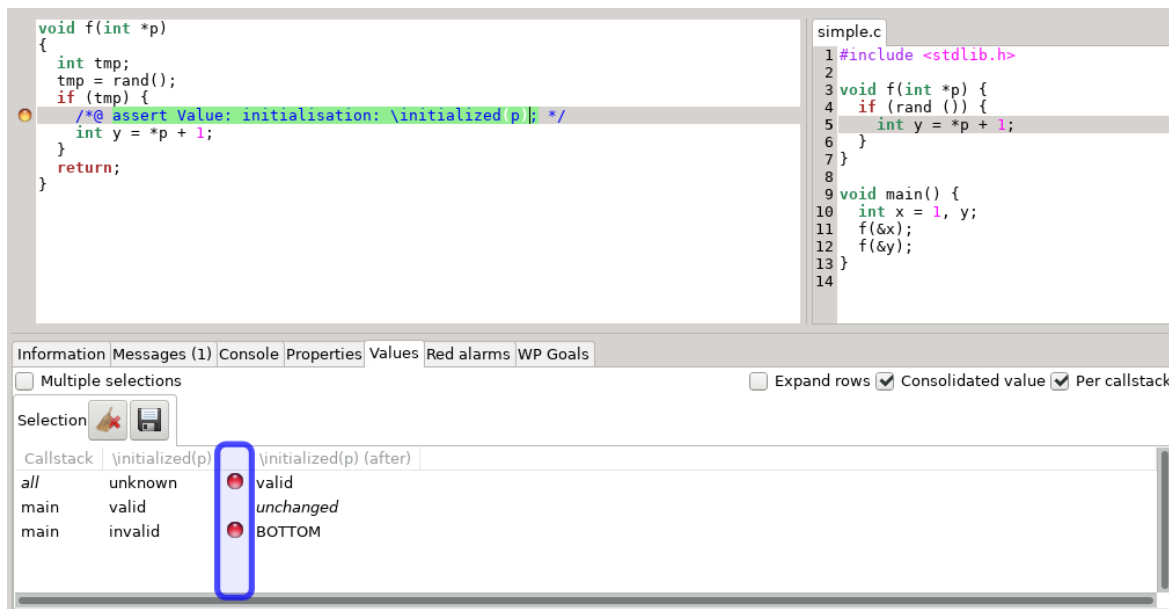 void f(int *p)
{
  int tmp;
  tmp = rand();
  if (tmp) {
    /*@ assert Value: initialisation: \initialized(p); */
    int y = *p + 1;
  }
  return;
}
simple.c
1 #include <stdlib.h>
2
3 void f(int *p) {
4   if (rand ()) {
5     int y = *p + 1;
6   }
7 }
8
9 void main() {
10   int x = 1, y;
11   f(&x);
12   f(&y);
13 }
14
Information Messages (1) Console Properties Values Red alarms WP Goals
Multiple selections Expand rows Consolidated value Per callstack
Selection
Callstack \initialized(p) \initialized(p) (after)
all unknown valid
main valid unchanged
main invalid BOTTOM